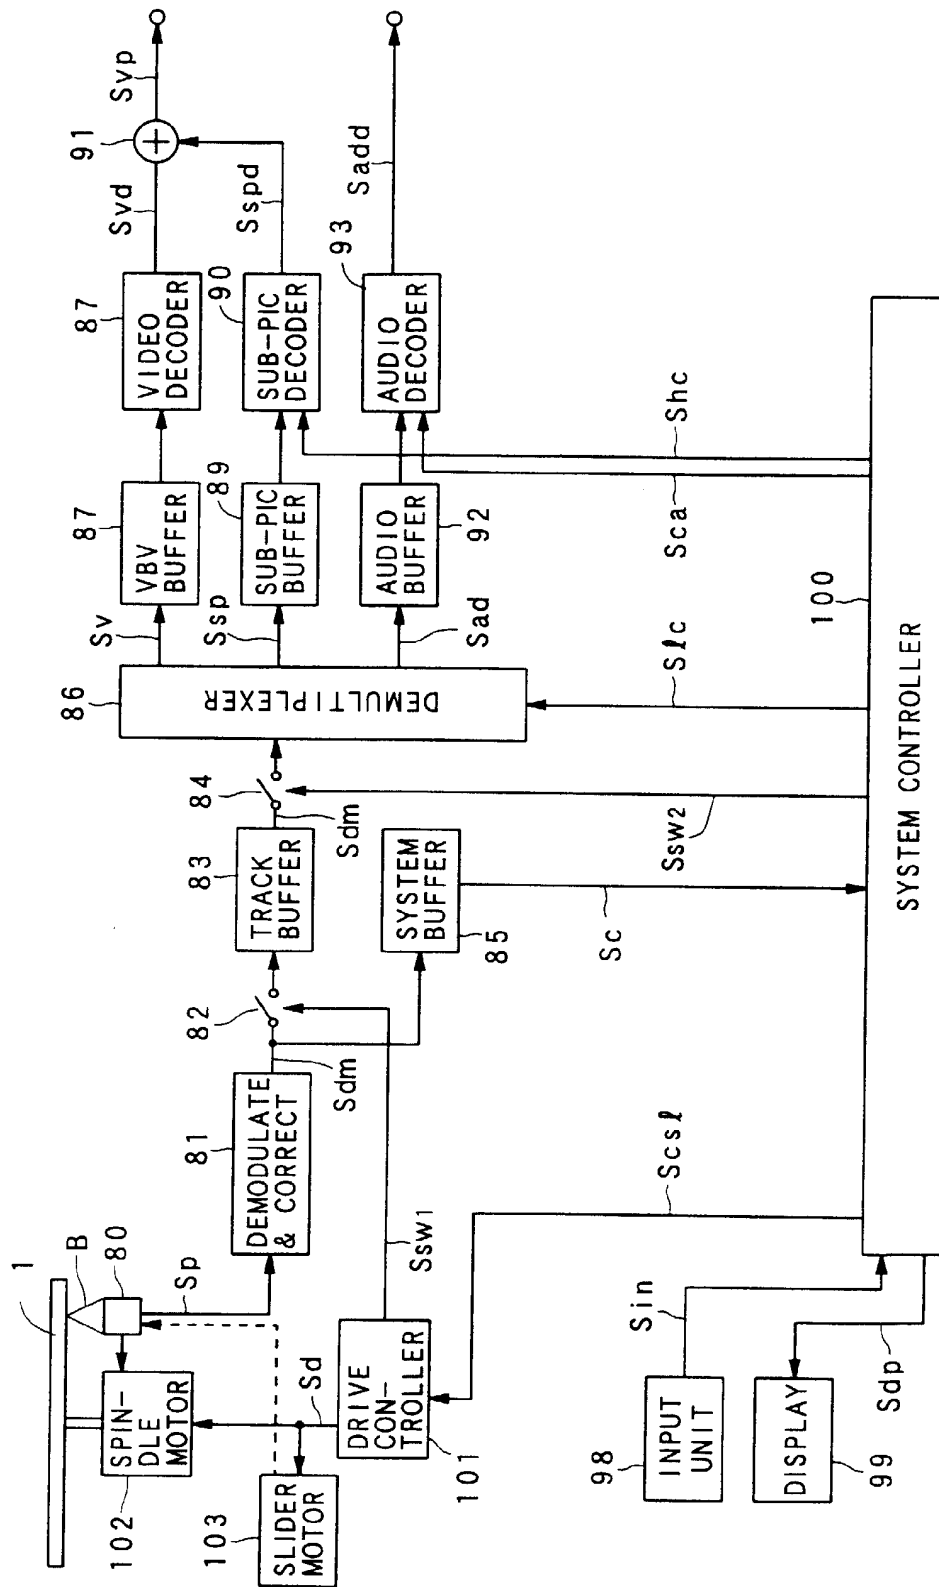 1
B
80
Sp
SPIN-
DLE
MOTOR
102
SLIDER
MOTOR
103
Sd
DRIVE
CON-
TROLLER
101
Ssw1
DEMODULATE
& CORRECT
81
Sdm
82
TRACK
BUFFER
83
Sdm
84
SYSTEM
BUFFER
85
Sc
Ssw2
DEMULTIPLEXER
86
Slc
Sv
Ssp
Sad
VBV
BUFFER
87
SUB-PIC
BUFFER
89
AUDIO
BUFFER
92
VIDEO
DECODER
87
SUB-PIC
DECODER
90
AUDIO
DECODER
93
Svd
Sspd
91
Svp
Sadd
Shc
Sca
Scsl
INPUT
UNIT
98
Sin
DISPLAY
99
Sdp
SYSTEM CONTROLLER
100